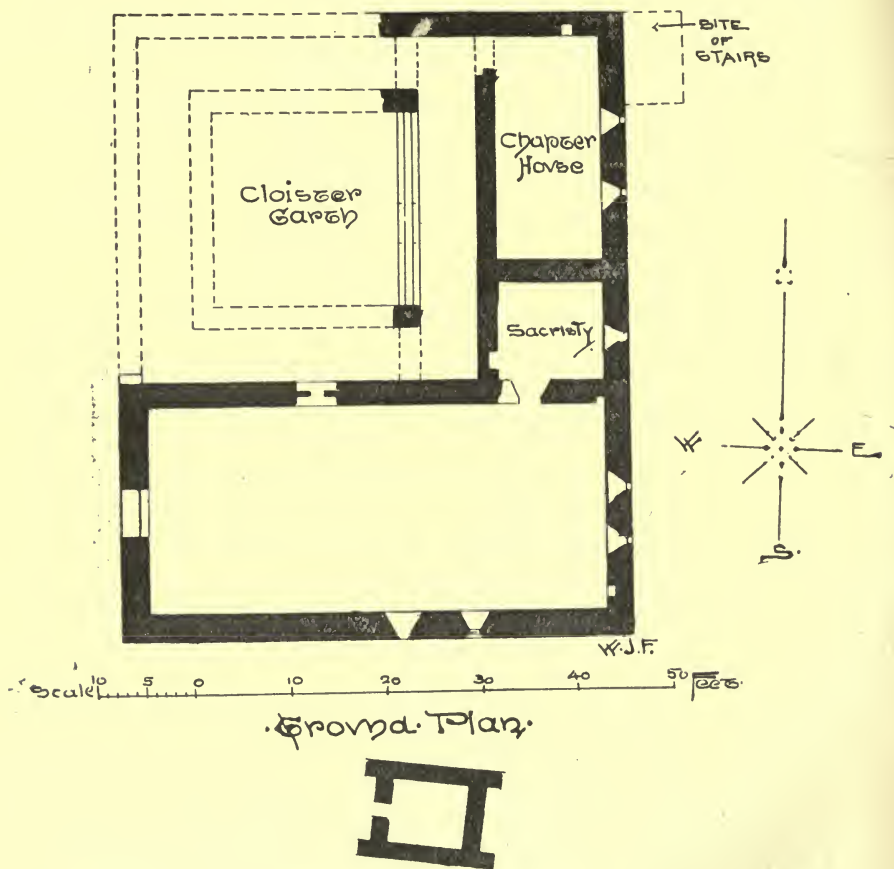 SITE
OF
STAIRS
Chapter
House
Cloister
Garth
Sacristy
W
E
S.
W.J.F.
Scale 10 5 0 10 20 30 40 50 Feet.
·Ground·Plan·